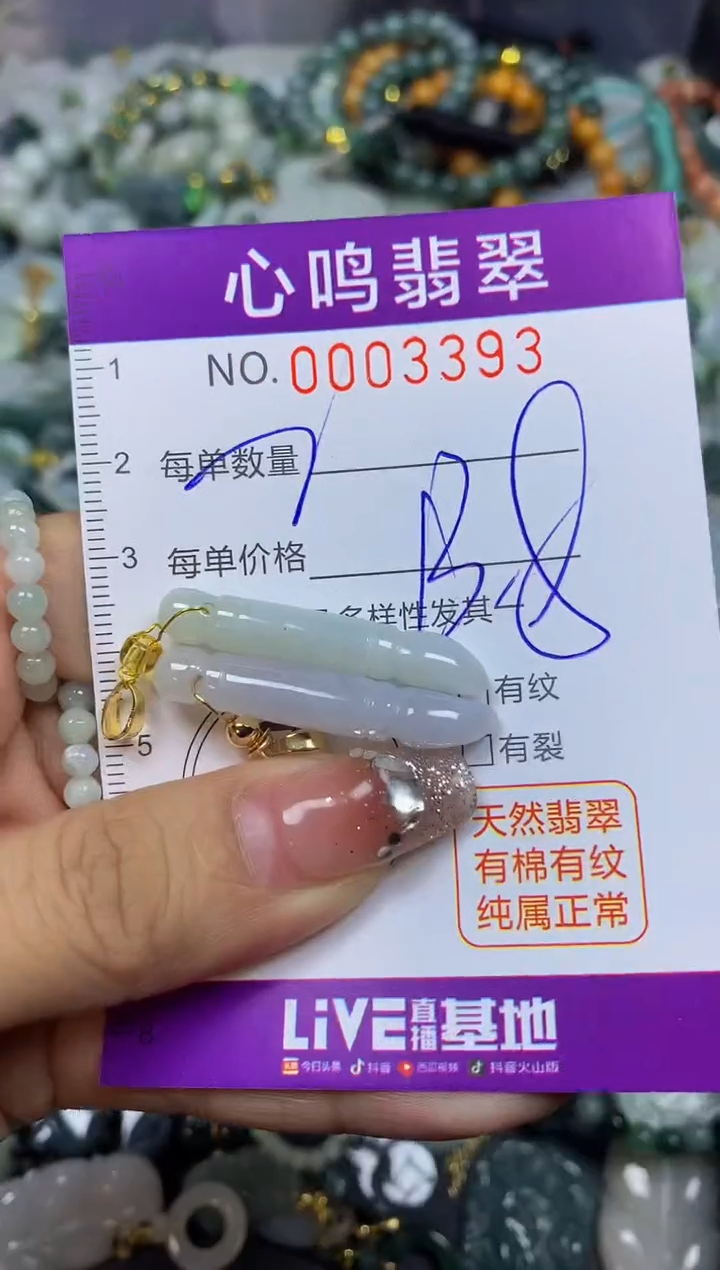 心鸣翡翠
NO. 0003393
1
2 每单数量
3 每单价格
多样性发其一
有纹
5 有裂
天然翡翠
有棉有纹
纯属正常
8
LiVE直播基地
今日头条 抖音 西瓜视频 抖音火山版